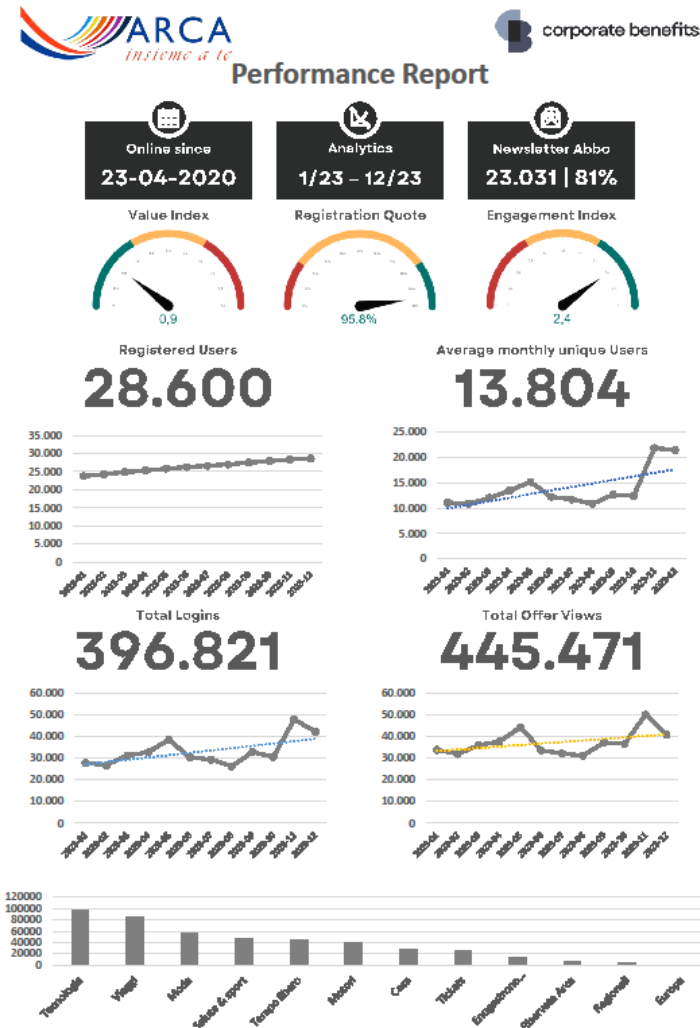 ARCA
insieme a te
corporate benefits
Performance Report
Online since
23-04-2020
Analytics
1/23 – 12/23
Newsletter Abbo
23.031 | 81%
Value Index
Registration Quote
Engagement Index
0,9
95.8%
2,4
Registered Users
28.600
Average monthly unique Users
13.804
35.000
30.000
25.000
20.000
15.000
10.000
5.000
0
25.000
20.000
15.000
10.000
5.000
0
Total Logins
396.821
Total Offer Views
445.471
60.000
50.000
40.000
30.000
20.000
10.000
0
60.000
50.000
40.000
30.000
20.000
10.000
0
120000
100000
80000
60000
40000
20000
0
Tecnologia
Viaggi
Moda
Salute & sport
Tempo libero
Motori
Casa
Tickets
Enogastrono...
Regionali
Europa